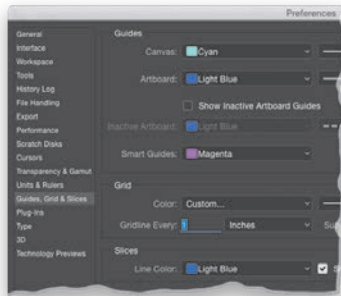 Preferences
General
Interface
Workspace
Tools
History Log
File Handling
Export
Performance
Scratch Disks
Cursors
Transparency & Gamut
Units & Rulers
Guides, Grid & Slices
Plug-Ins
Type
3D
Technology Previews
Guides
Canvas: Cyan
Artboard: Light Blue
Show Inactive Artboard Guides
Inactive Artboard: Light Blue
Smart Guides: Magenta
Grid
Color: Custom...
Gridline Every: 1 Inches Su
Slices
Line Color: Light Blue S